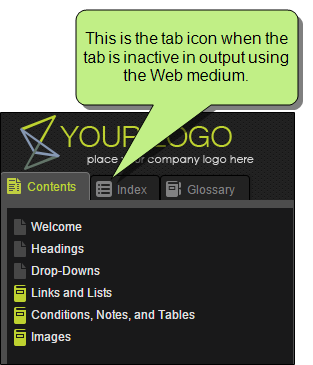 This is the tab icon when the
tab is inactive in output using
the Web medium.
YOUR LOGO
place your company logo here
Contents
Index
Glossary
Welcome
Headings
Drop-Downs
Links and Lists
Conditions, Notes, and Tables
Images